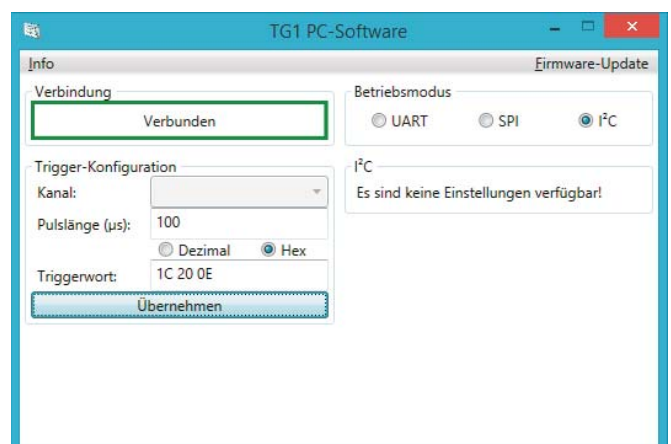 TG1 PC-Software
Info
Firmware-Update
Verbindung
Verbunden
Betriebsmodus
UART SPI I²C
Trigger-Konfiguration
Kanal:
Pulslänge (µs): 100
Dezimal Hex
Triggerwort: 1C 20 0E
Übernehmen
I²C
Es sind keine Einstellungen verfügbar!